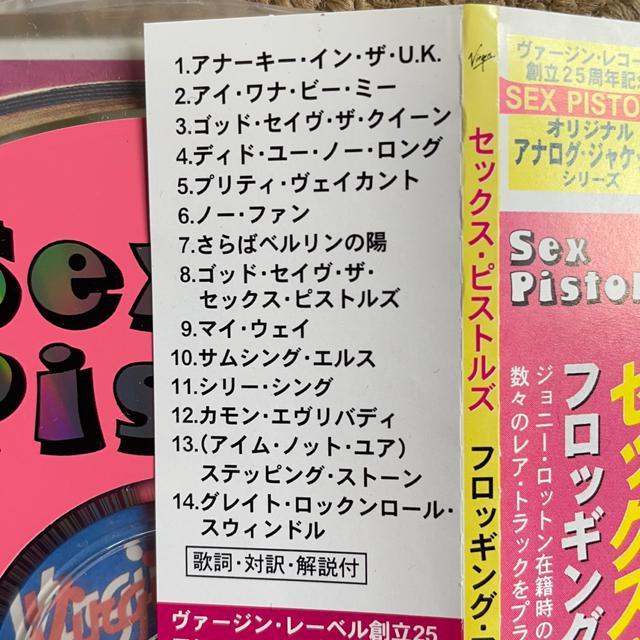 1.アナーキー・イン・ザ・U.K.
2.アイ・ワナ・ビー・ミー
3.ゴッド・セイヴ・ザ・クイーン
4.ディド・ユー・ノー・ロング
5.プリティ・ヴェイカント
6.ノー・ファン
7.さらばベルリンの陽
8.ゴッド・セイヴ・ザ・
セックス・ピストルズ
9.マイ・ウェイ
10.サムシング・エルス
11.シリー・シング
12.カモン・エヴリバディ
13.(アイム・ノット・ユア)
ステッピング・ストーン
14.グレイト・ロックンロール・
スウィンドル
歌詞・対訳・解説付
ヴァージン・レーベル創立25
Virgin
セックス・ピストルズ フロッギング・
ヴァージン・レコー
創立25周年記
SEX PISTO
オリジナル
アナログ・ジャケッ
シリーズ
Sex
Pistol
セックス
フロッギング
ジョニー・ロットン在籍時の
数々のレア・トラックをプラ
Sex
Pis